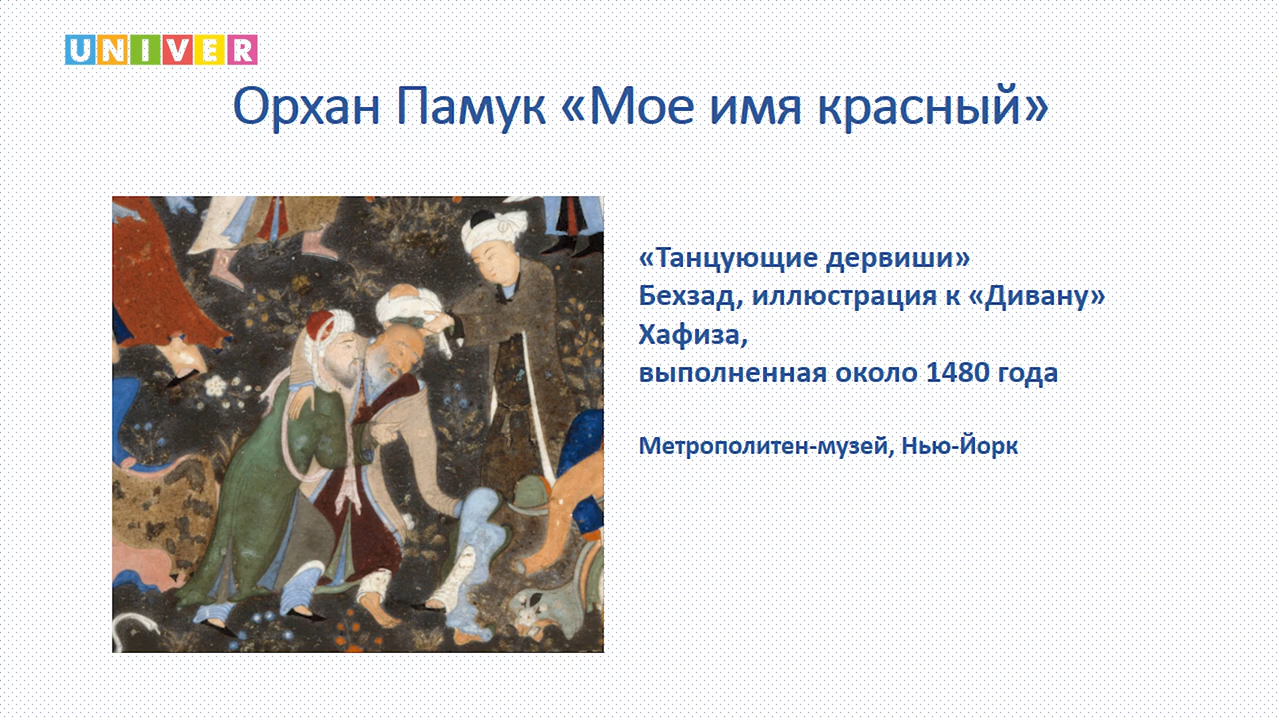 UNIVER
Орхан Памук «Мое имя красный»
«Танцующие дервиши»
Бехзад, иллюстрация к «Дивану»
Хафиза,
выполненная около 1480 года
Метрополитен-музей, Нью-Йорк